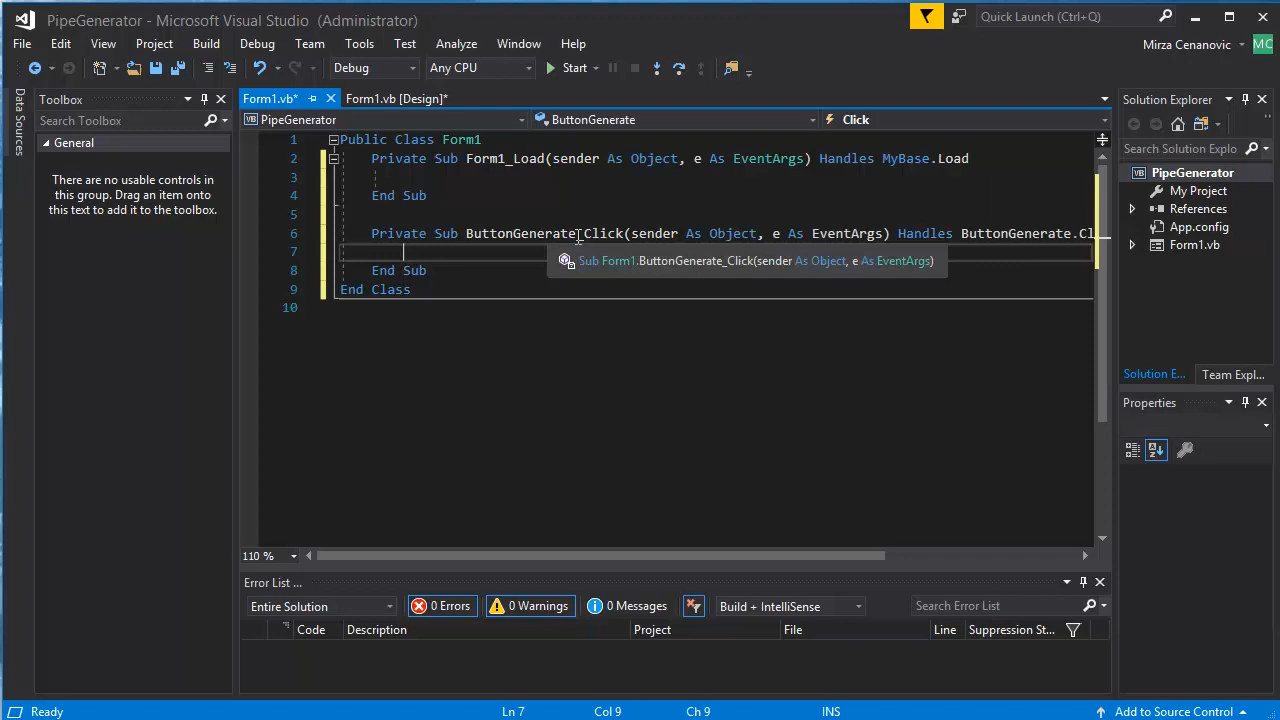 PipeGenerator - Microsoft Visual Studio (Administrator)
Quick Launch (Ctrl+Q)
File Edit View Project Build Debug Team Tools Test Analyze Window Help
Mirza Cenanovic MC
Debug Any CPU Start
Data Sources
Toolbox
Search Toolbox
General
There are no usable controls in
this group. Drag an item onto
this text to add it to the toolbox.
Form1.vb* Form1.vb [Design]*
VB PipeGenerator ButtonGenerate Click
1 Public Class Form1
2 Private Sub Form1_Load(sender As Object, e As EventArgs) Handles MyBase.Load
3
4 End Sub
5
6 Private Sub ButtonGenerate_Click(sender As Object, e As EventArgs) Handles ButtonGenerate.Cl
7
Sub Form1.ButtonGenerate_Click(sender As Object, e As EventArgs)
8 End Sub
9 End Class
10
110 %
Solution Explorer
Search Solution Explo
VB PipeGenerator
My Project
References
App.config
Form1.vb
Solution E... Team Expl...
Properties
Error List ...
Entire Solution 0 Errors 0 Warnings 0 Messages Build + IntelliSense Search Error List
Code Description Project File Line Suppression St...
Ready Ln 7 Col 9 Ch 9 INS Add to Source Control